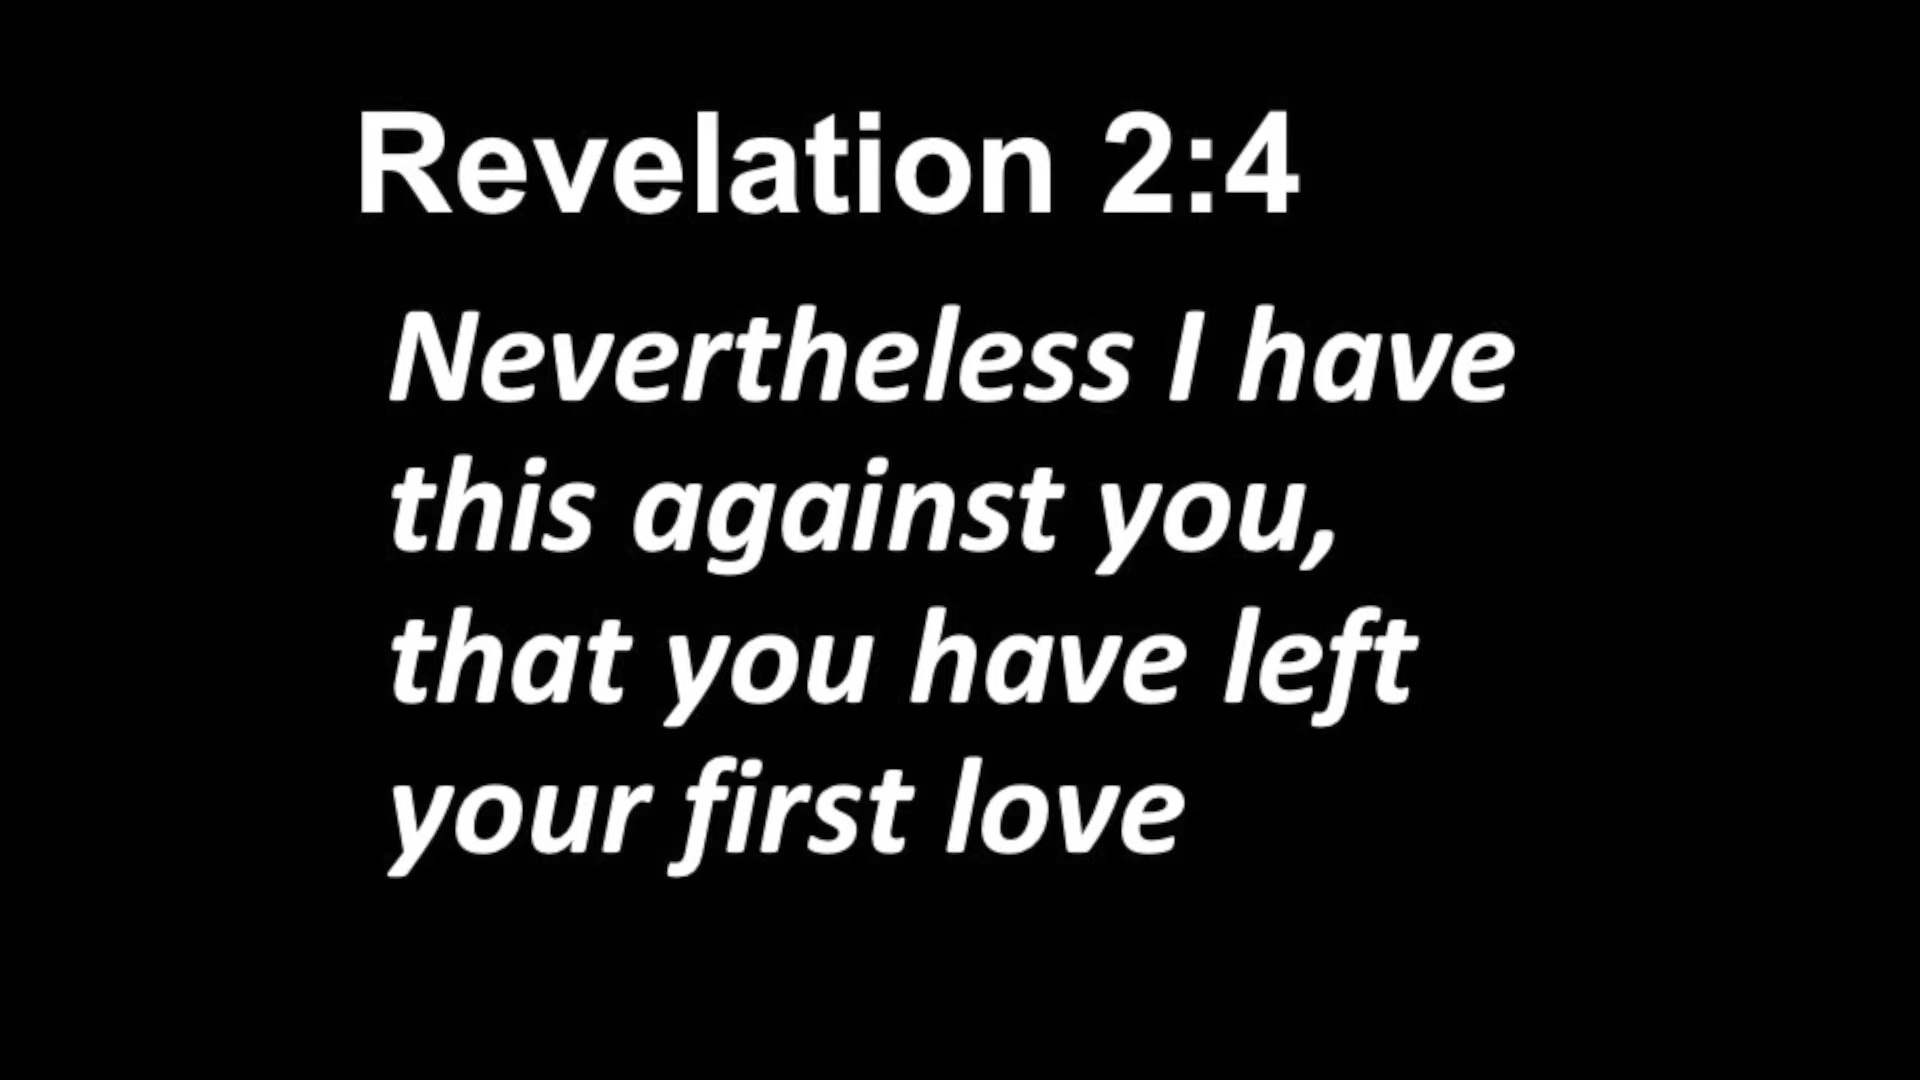 Revelation 2:4
Nevertheless I have
this against you,
that you have left
your first love